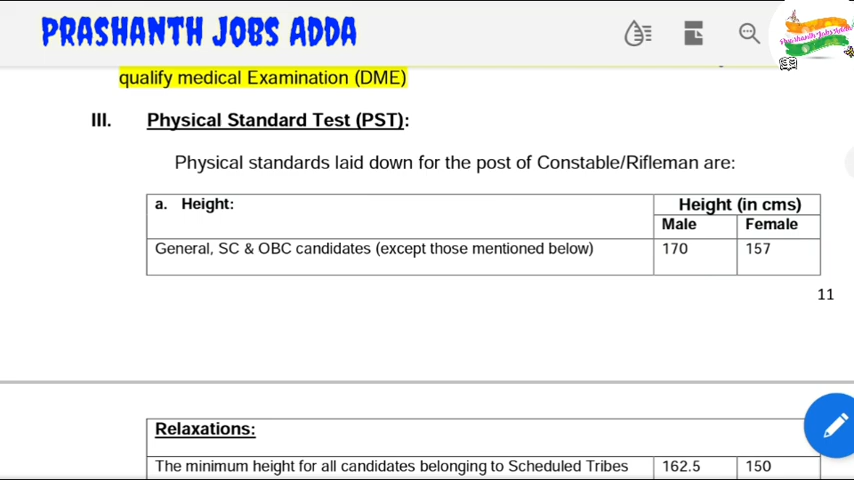 PRASHANTH JOBS ADDA
qualify medical Examination (DME)
III. Physical Standard Test (PST):
Physical standards laid down for the post of Constable/Rifleman are:
a. Height: Height (in cms)
Male Female
General, SC & OBC candidates (except those mentioned below) 170 157
11
Relaxations:
The minimum height for all candidates belonging to Scheduled Tribes 162.5 150